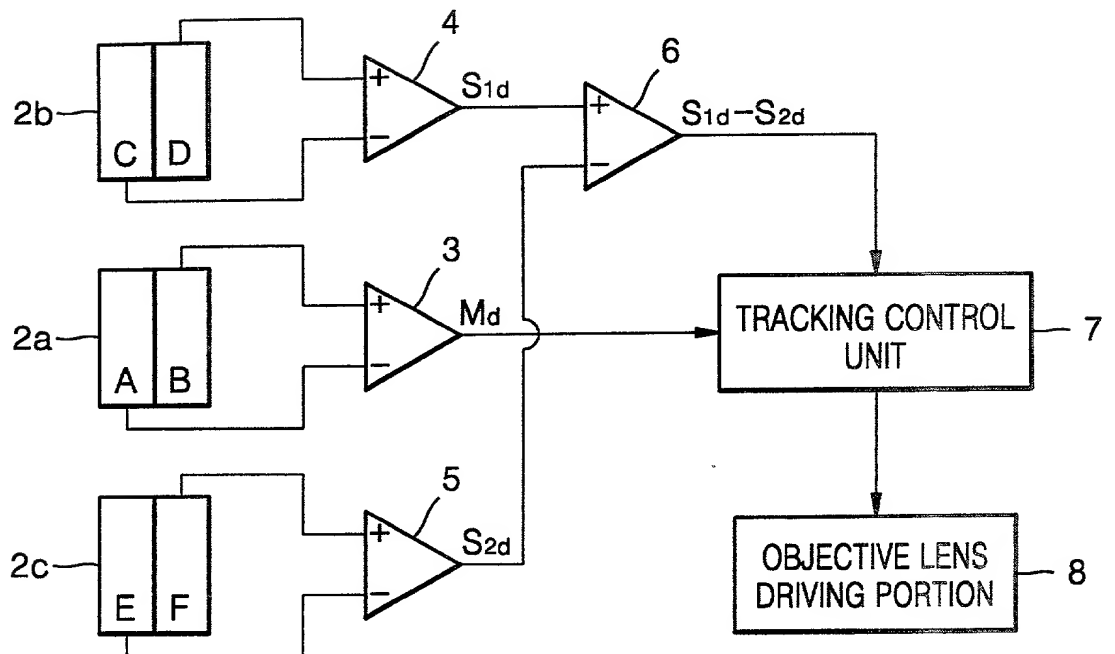 4
6
2b
C D
+
−
S1d
+
−
S1d−S2d
3
2a
A B
+
−
Md
TRACKING CONTROL
UNIT
7
5
2c
E F
+
−
S2d
OBJECTIVE LENS
DRIVING PORTION
8